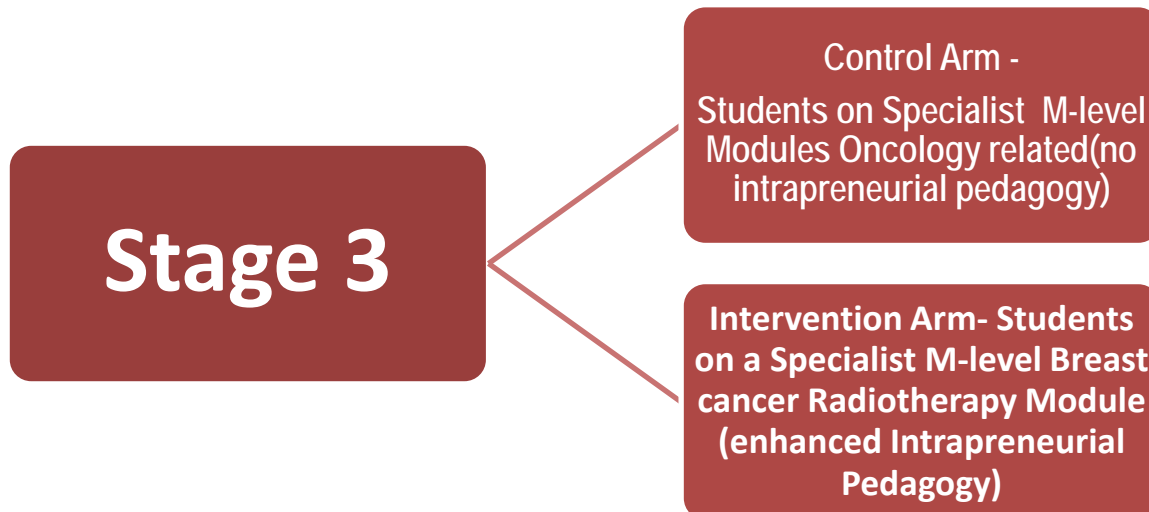 Stage 3
Control Arm -
Students on Specialist M-level
Modules Oncology related(no
intrapreneurial pedagogy)
Intervention Arm- Students
on a Specialist M-level Breast
cancer Radiotherapy Module
(enhanced Intrapreneurial
Pedagogy)